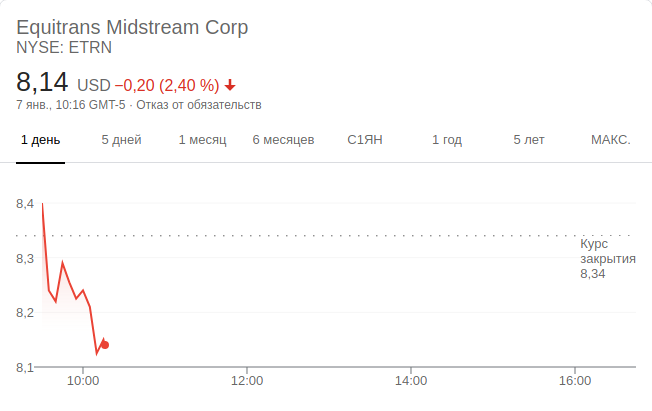 Equitrans Midstream Corp
NYSE: ETRN
8,14 USD −0,20 (2,40 %)
7 янв., 10:16 GMT-5 · Отказ от обязательств
1 день 5 дней 1 месяц 6 месяцев С1ЯН 1 год 5 лет МАКС.
8,4
Курс
закрытия
8,34
8,3
8,2
8,1
10:00 12:00 14:00 16:00